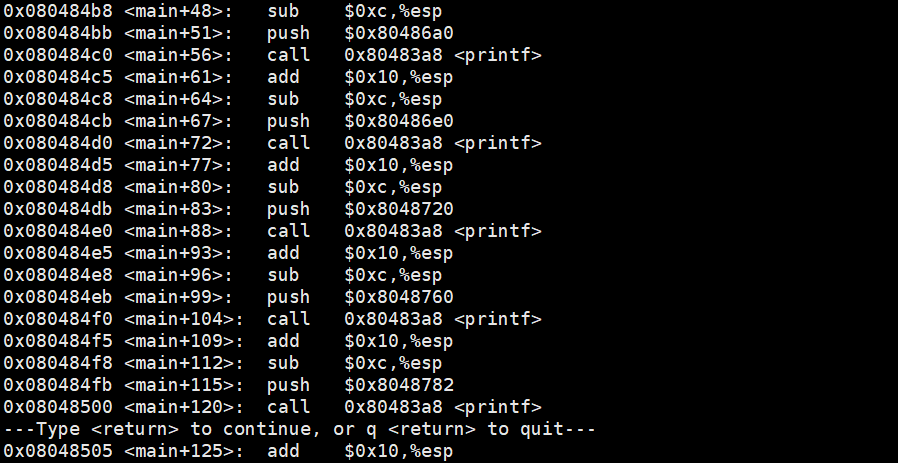 0x080484b8 <main+48>:   sub    $0xc,%esp
0x080484bb <main+51>:   push   $0x80486a0
0x080484c0 <main+56>:   call   0x80483a8 <printf>
0x080484c5 <main+61>:   add    $0x10,%esp
0x080484c8 <main+64>:   sub    $0xc,%esp
0x080484cb <main+67>:   push   $0x80486e0
0x080484d0 <main+72>:   call   0x80483a8 <printf>
0x080484d5 <main+77>:   add    $0x10,%esp
0x080484d8 <main+80>:   sub    $0xc,%esp
0x080484db <main+83>:   push   $0x8048720
0x080484e0 <main+88>:   call   0x80483a8 <printf>
0x080484e5 <main+93>:   add    $0x10,%esp
0x080484e8 <main+96>:   sub    $0xc,%esp
0x080484eb <main+99>:   push   $0x8048760
0x080484f0 <main+104>:  call   0x80483a8 <printf>
0x080484f5 <main+109>:  add    $0x10,%esp
0x080484f8 <main+112>:  sub    $0xc,%esp
0x080484fb <main+115>:  push   $0x8048782
0x08048500 <main+120>:  call   0x80483a8 <printf>
---Type <return> to continue, or q <return> to quit---
0x08048505 <main+125>:  add    $0x10,%esp